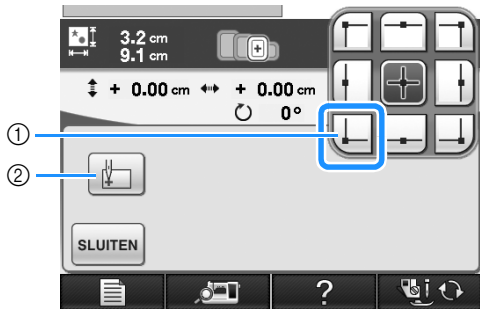 3.2 cm
9.1 cm
+ 0.00 cm + 0.00 cm
0°
①
②
SLUITEN
?